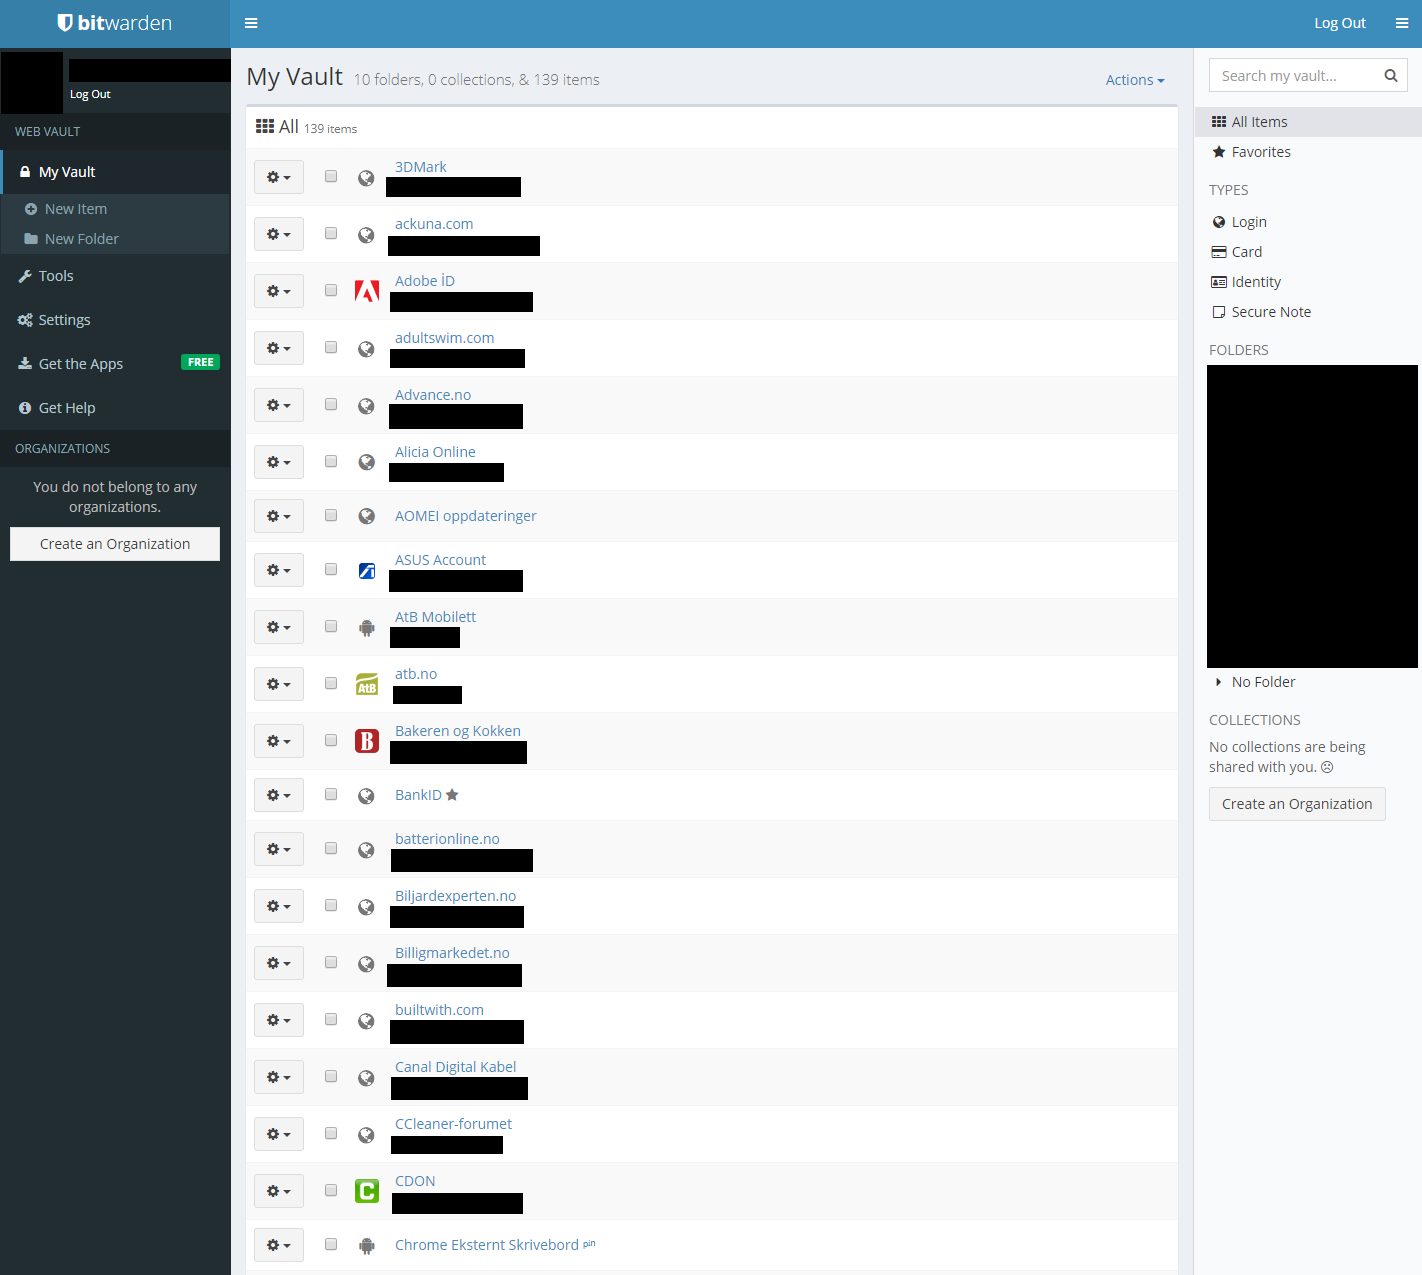 bitwarden
Log Out
Log Out
WEB VAULT
My Vault
New Item
New Folder
Tools
Settings
Get the Apps FREE
Get Help
ORGANIZATIONS
You do not belong to any
organizations.
Create an Organization
My Vault 10 folders, 0 collections, & 139 items
Actions
All 139 items
3DMark
ackuna.com
Adobe İD
adultswim.com
Advance.no
Alicia Online
AOMEI oppdateringer
ASUS Account
AtB Mobilett
AtB
atb.no
B
Bakeren og Kokken
BankID
batterionline.no
Biljardexperten.no
Billigmarkedet.no
builtwith.com
Canal Digital Kabel
CCleaner-forumet
C
CDON
Chrome Eksternt Skrivebord ᵖⁱⁿ
Search my vault...
All Items
Favorites
TYPES
Login
Card
Identity
Secure Note
FOLDERS
No Folder
COLLECTIONS
No collections are being
shared with you. ☹
Create an Organization